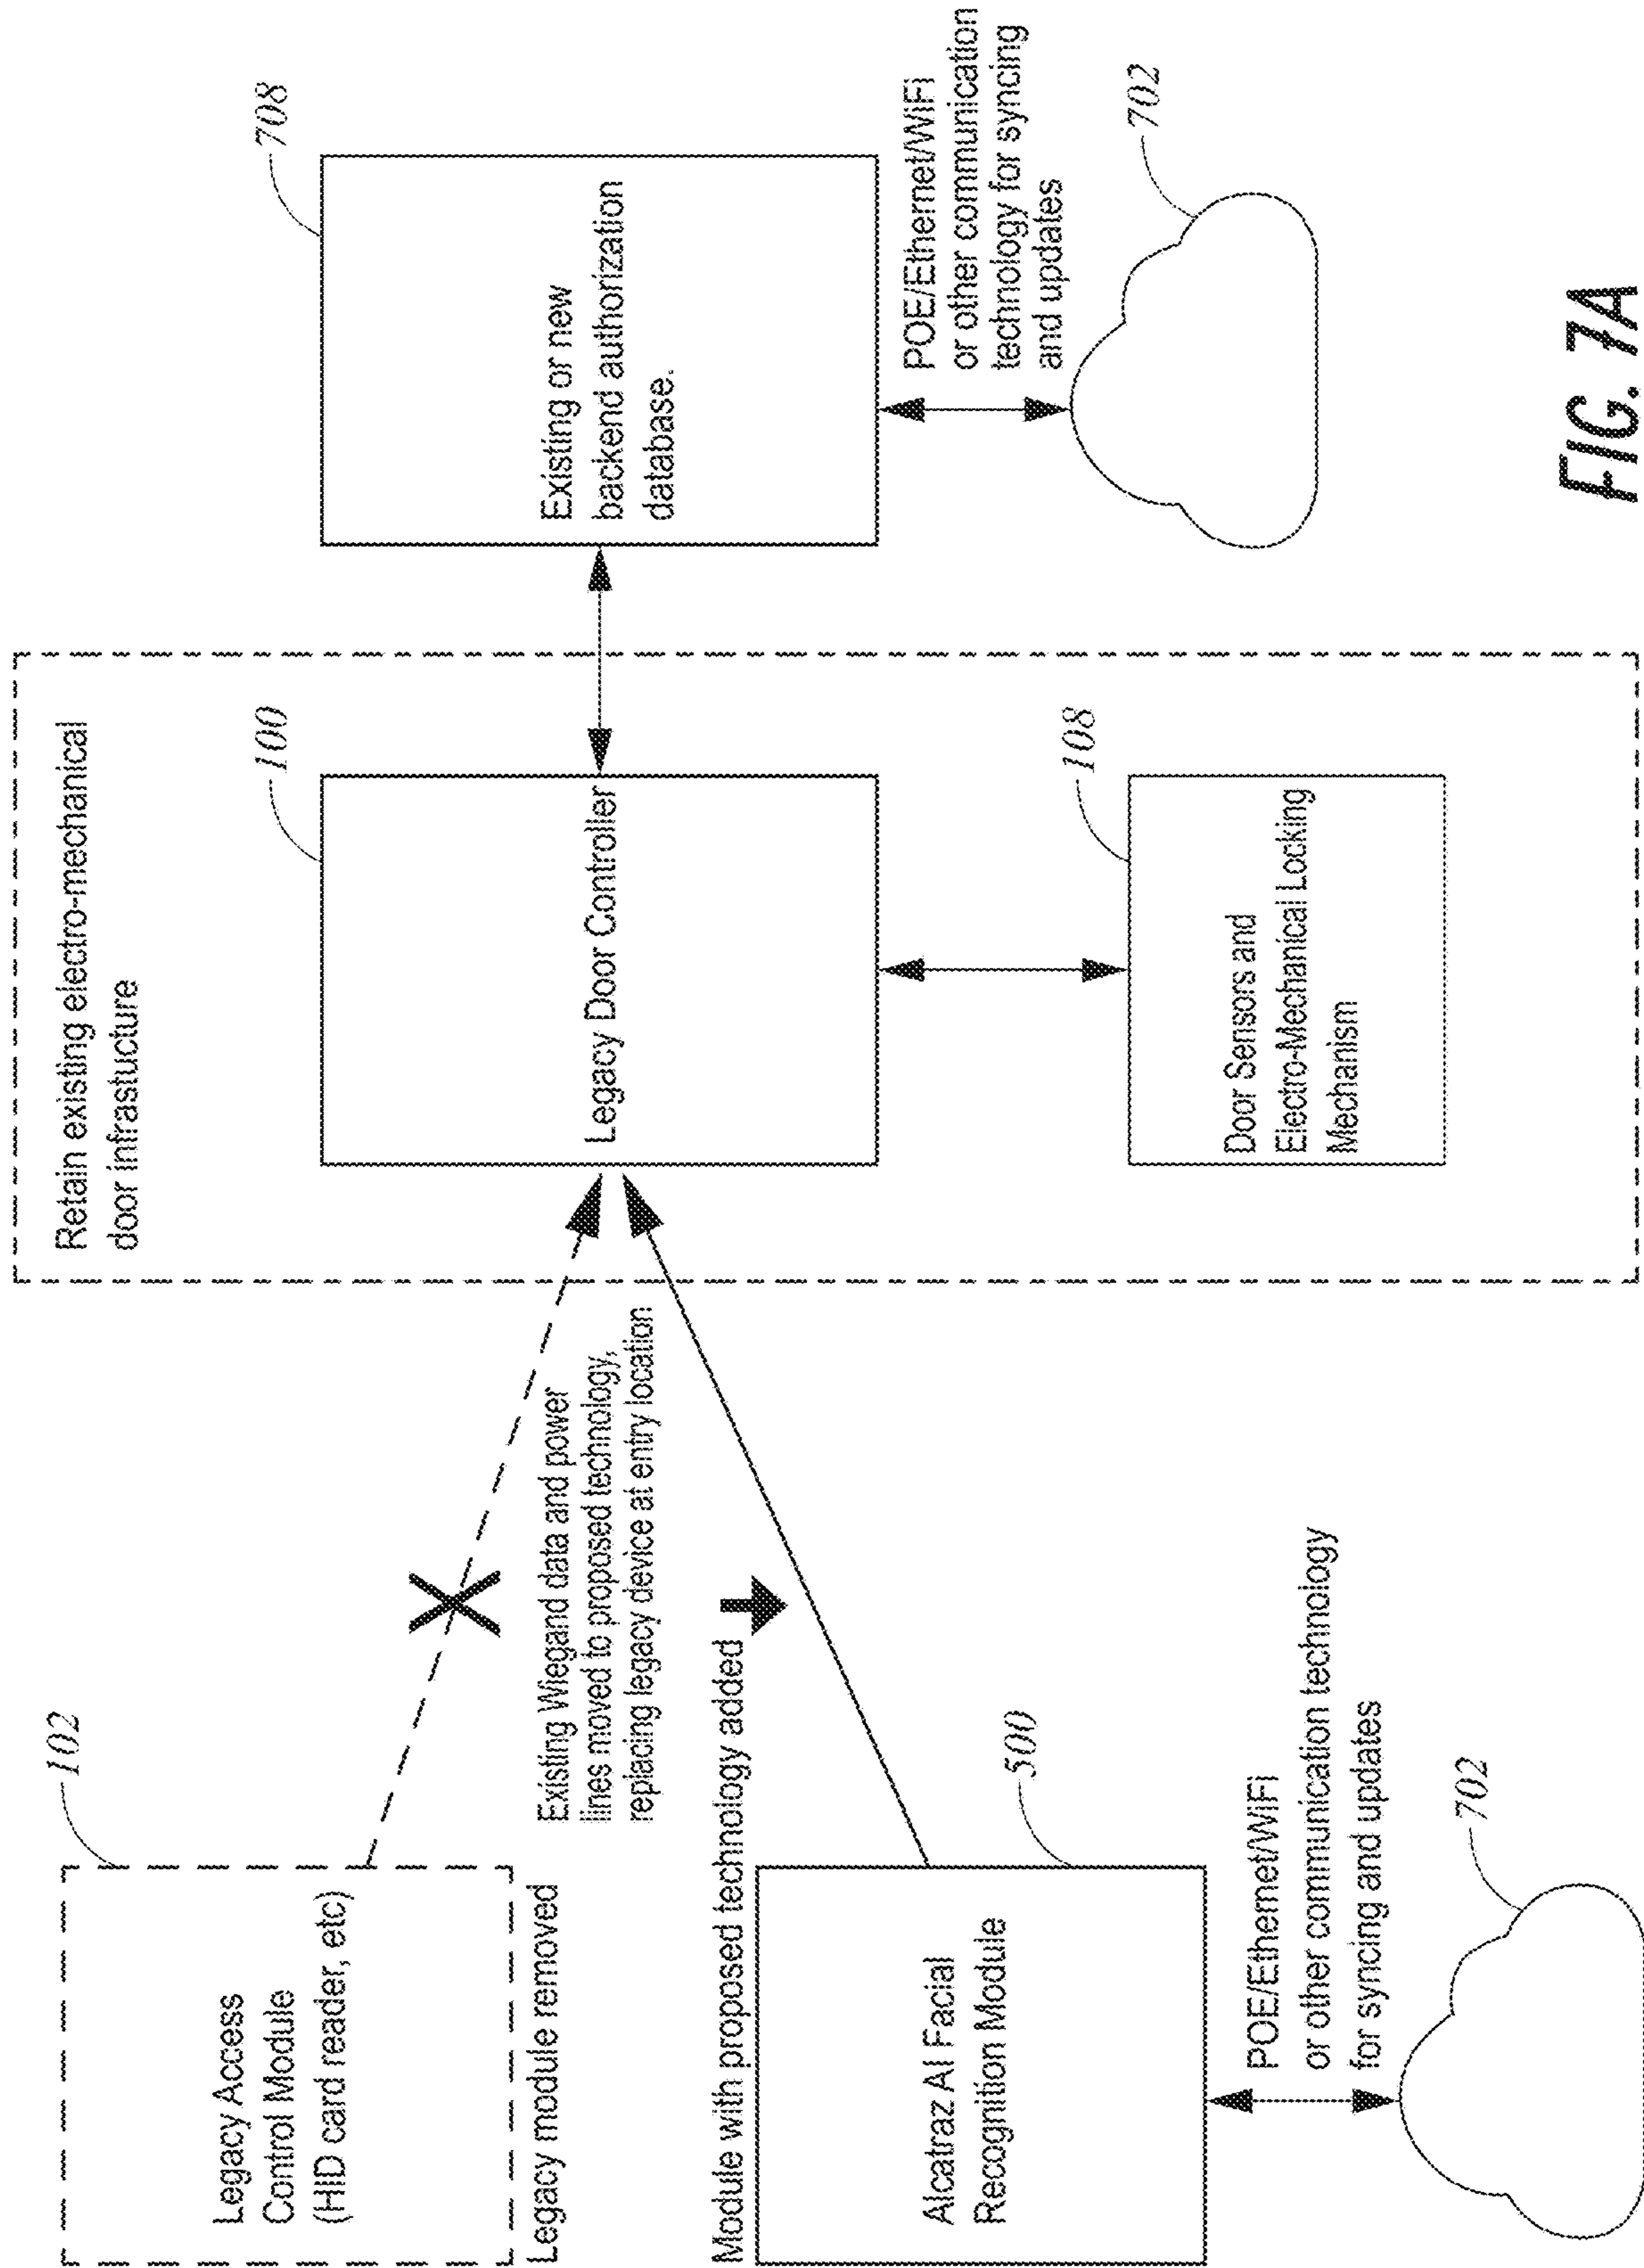 Retain existing electro-mechanical
door infrastucture
102
Legacy Access
Control Module
(HID card reader, etc)
Legacy module removed
Existing Wiegand data and power
lines moved to proposed technology,
replacing legacy device at entry location
Module with proposed technology added
500
Alcatraz AI Facial
Recognition Module
POE/Ethernet/WiFi
or other communication technology
for syncing and updates
702
100
Legacy Door Controller
108
Door Sensors and
Electro-Mechanical Locking
Mechanism
708
Existing or new
backend authorization
database.
POE/Ethernet/WiFi
or other communication
technology for syncing
and updates
702
FIG. 7A